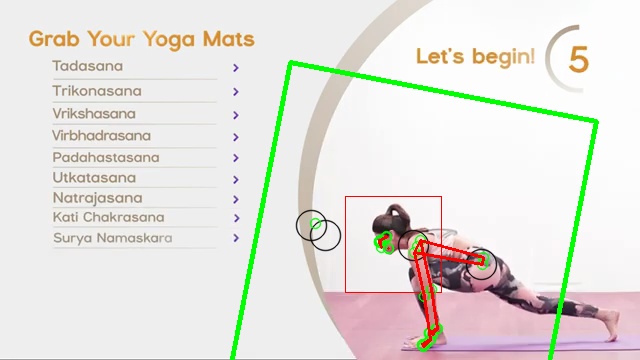 Grab Your Yoga Mats
Tadasana
Trikonasana
Vrikshasana
Virbhadrasana
Padahastasana
Utkatasana
Natrajasana
Kati Chakrasana
Surya Namaskara
Let's begin!
5